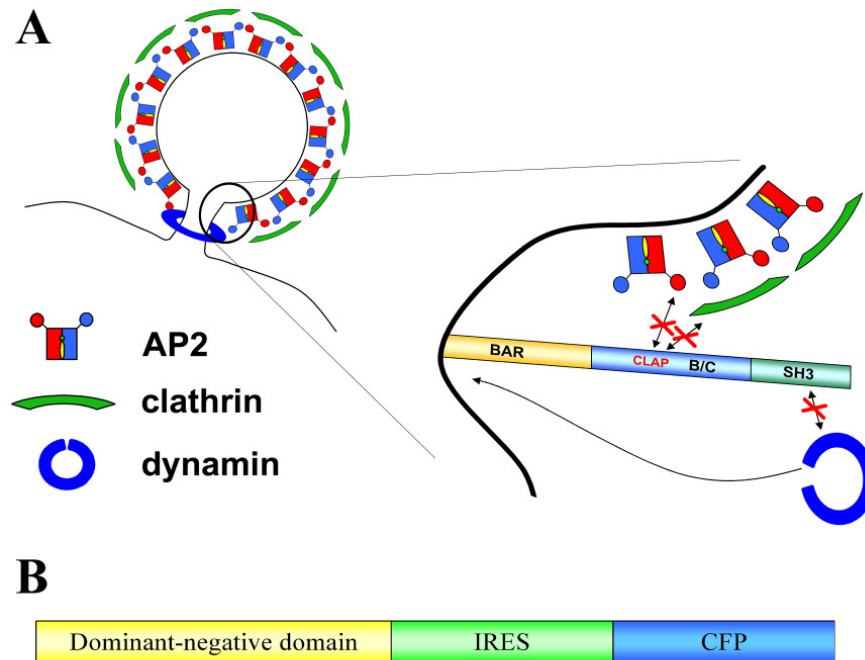 A
AP2
clathrin
dynamin
BAR
CLAP B/C
SH3
B
Dominant-negative domain
IRES
CFP